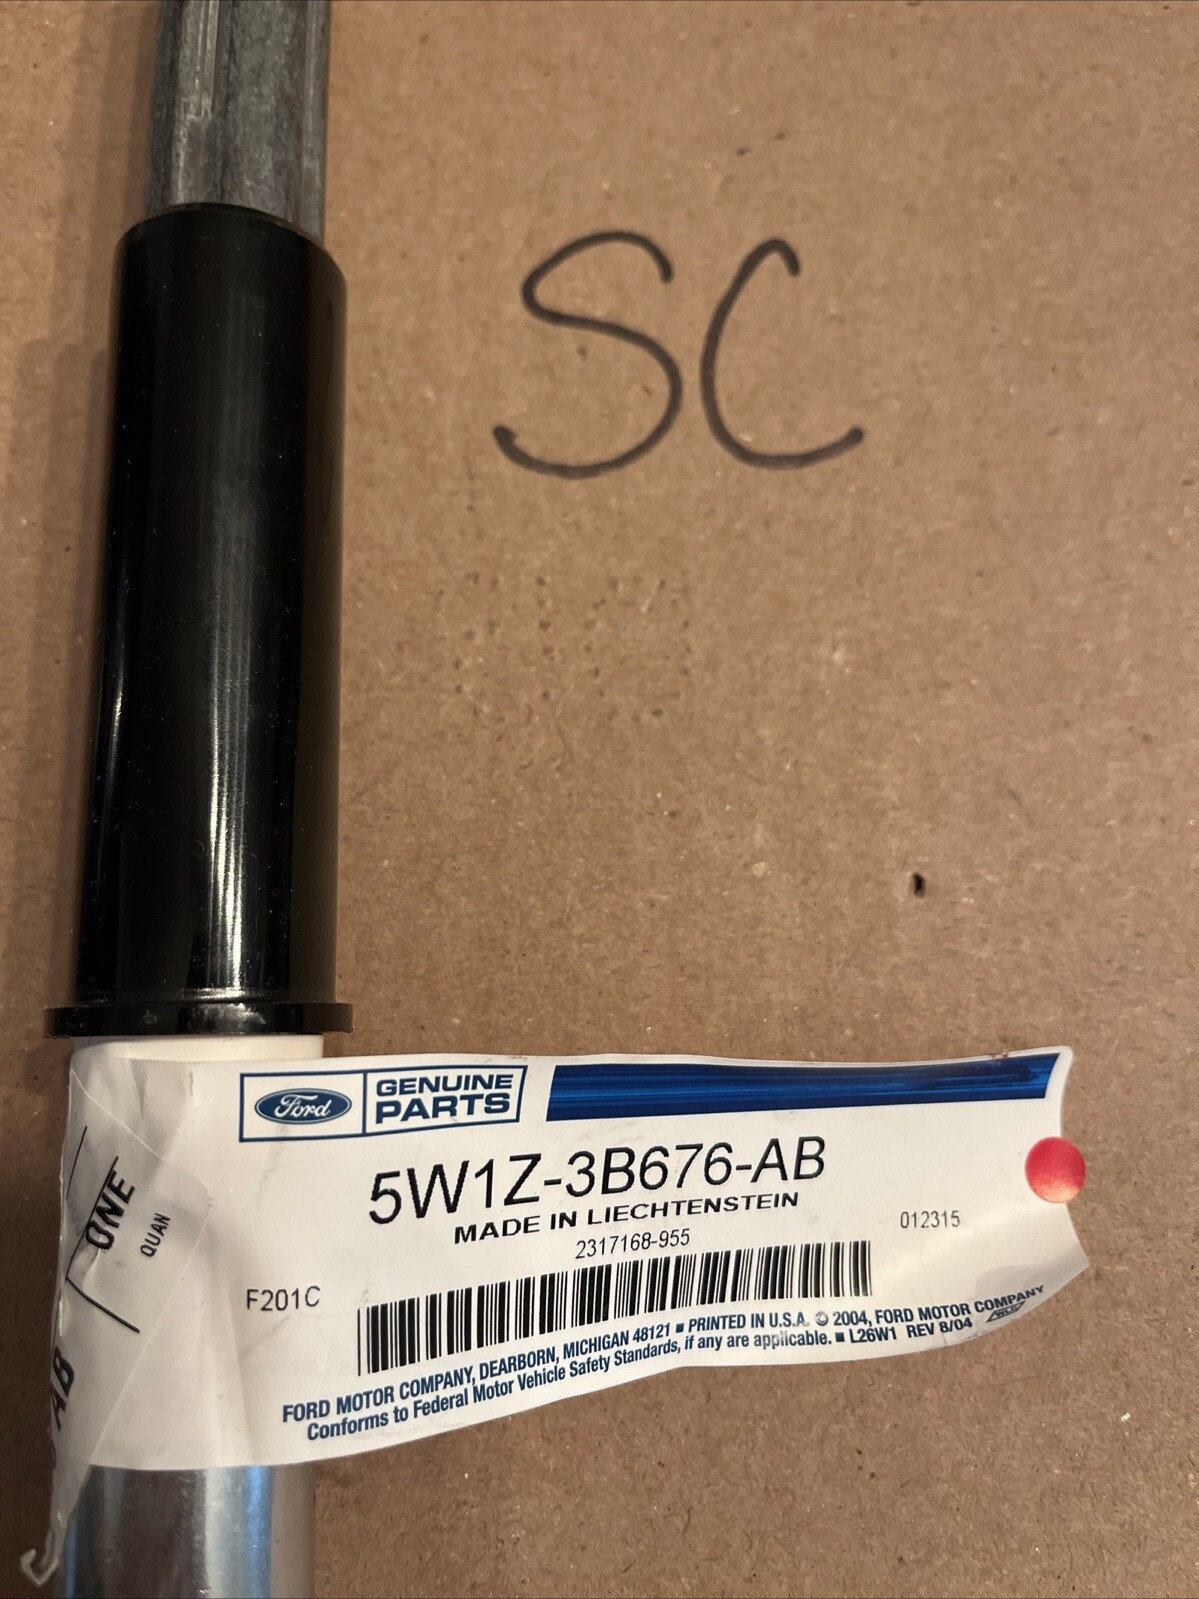 SC
Ford
GENUINE
PARTS
5W1Z-3B676-AB
MADE IN LIECHTENSTEIN
2317168-955
012315
F201C
FORD MOTOR COMPANY, DEARBORN, MICHIGAN 48121 ■ PRINTED IN U.S.A. © 2004, FORD MOTOR COMPANY
Conforms to Federal Motor Vehicle Safety Standards, if any are applicable. ■ L26W1 REV 8/04
WLC
ONE
QUAN
AB